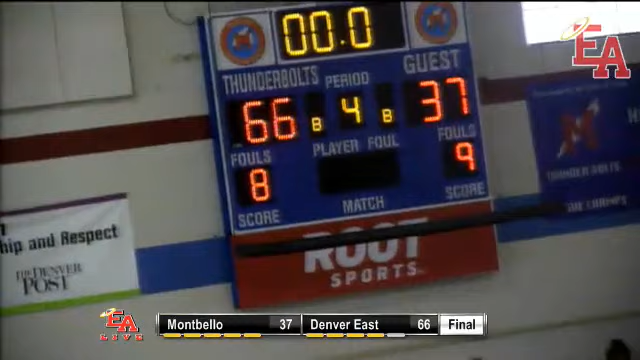 00.0
THUNDERBOLTS
PERIOD
GUEST
66 B 4 B 37
FOULS
PLAYER FOUL
FOULS
8
9
SCORE
MATCH
SCORE
ROOT
SPORTS
hip and Respect
THE DENVER
POST
THUNDERBOLTS
EA
EA
LIVE
Montbello 37 Denver East 66 Final